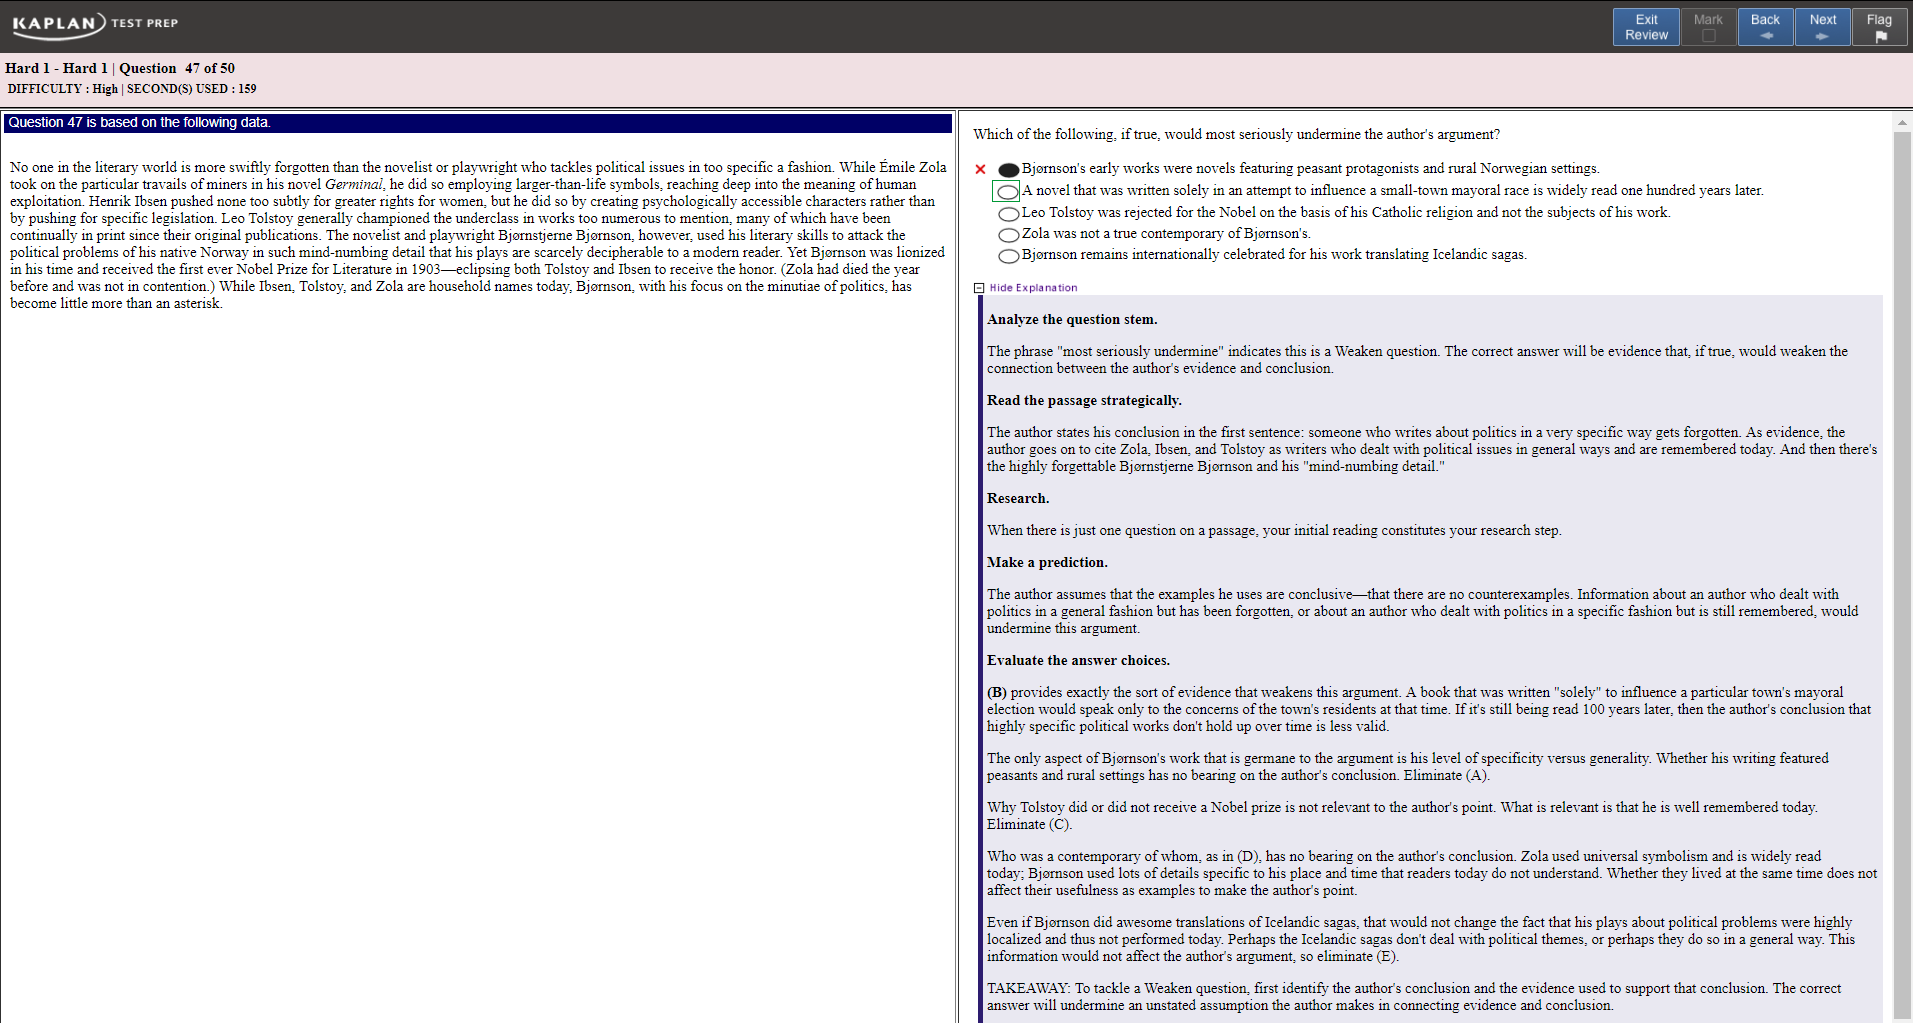 KAPLAN TEST PREP
Exit Review
Mark
Back
Next
Flag
Hard 1 - Hard 1 | Question 47 of 50
DIFFICULTY : High | SECOND(S) USED : 159
Question 47 is based on the following data.
No one in the literary world is more swiftly forgotten than the novelist or playwright who tackles political issues in too specific a fashion. While Émile Zola
took on the particular travails of miners in his novel Germinal, he did so employing larger-than-life symbols, reaching deep into the meaning of human
exploitation. Henrik Ibsen pushed none too subtly for greater rights for women, but he did so by creating psychologically accessible characters rather than
by pushing for specific legislation. Leo Tolstoy generally championed the underclass in works too numerous to mention, many of which have been
continually in print since their original publications. The novelist and playwright Bjørnstjerne Bjørnson, however, used his literary skills to attack the
political problems of his native Norway in such mind-numbing detail that his plays are scarcely decipherable to a modern reader. Yet Bjørnson was lionized
in his time and received the first ever Nobel Prize for Literature in 1903—eclipsing both Tolstoy and Ibsen to receive the honor. (Zola had died the year
before and was not in contention.) While Ibsen, Tolstoy, and Zola are household names today, Bjørnson, with his focus on the minutiae of politics, has
become little more than an asterisk.
Which of the following, if true, would most seriously undermine the author's argument?
Bjørnson's early works were novels featuring peasant protagonists and rural Norwegian settings.
A novel that was written solely in an attempt to influence a small-town mayoral race is widely read one hundred years later.
Leo Tolstoy was rejected for the Nobel on the basis of his Catholic religion and not the subjects of his work.
Zola was not a true contemporary of Bjørnson's.
Bjørnson remains internationally celebrated for his work translating Icelandic sagas.
Hide Explanation
Analyze the question stem.
The phrase "most seriously undermine" indicates this is a Weaken question. The correct answer will be evidence that, if true, would weaken the
connection between the author's evidence and conclusion.
Read the passage strategically.
The author states his conclusion in the first sentence: someone who writes about politics in a very specific way gets forgotten. As evidence, the
author goes on to cite Zola, Ibsen, and Tolstoy as writers who dealt with political issues in general ways and are remembered today. And then there's
the highly forgettable Bjørnstjerne Bjørnson and his "mind-numbing detail."
Research.
When there is just one question on a passage, your initial reading constitutes your research step.
Make a prediction.
The author assumes that the examples he uses are conclusive—that there are no counterexamples. Information about an author who dealt with
politics in a general fashion but has been forgotten, or about an author who dealt with politics in a specific fashion but is still remembered, would
undermine this argument.
Evaluate the answer choices.
(B) provides exactly the sort of evidence that weakens this argument. A book that was written "solely" to influence a particular town's mayoral
election would speak only to the concerns of the town's residents at that time. If it's still being read 100 years later, then the author's conclusion that
highly specific political works don't hold up over time is less valid.
The only aspect of Bjørnson's work that is germane to the argument is his level of specificity versus generality. Whether his writing featured
peasants and rural settings has no bearing on the author's conclusion. Eliminate (A).
Why Tolstoy did or did not receive a Nobel prize is not relevant to the author's point. What is relevant is that he is well remembered today.
Eliminate (C).
Who was a contemporary of whom, as in (D), has no bearing on the author's conclusion. Zola used universal symbolism and is widely read
today; Bjørnson used lots of details specific to his place and time that readers today do not understand. Whether they lived at the same time does not
affect their usefulness as examples to make the author's point.
Even if Bjørnson did awesome translations of Icelandic sagas, that would not change the fact that his plays about political problems were highly
localized and thus not performed today. Perhaps the Icelandic sagas don't deal with political themes, or perhaps they do so in a general way. This
information would not affect the author's argument, so eliminate (E).
TAKEAWAY: To tackle a Weaken question, first identify the author's conclusion and the evidence used to support that conclusion. The correct
answer will undermine an unstated assumption the author makes in connecting evidence and conclusion.